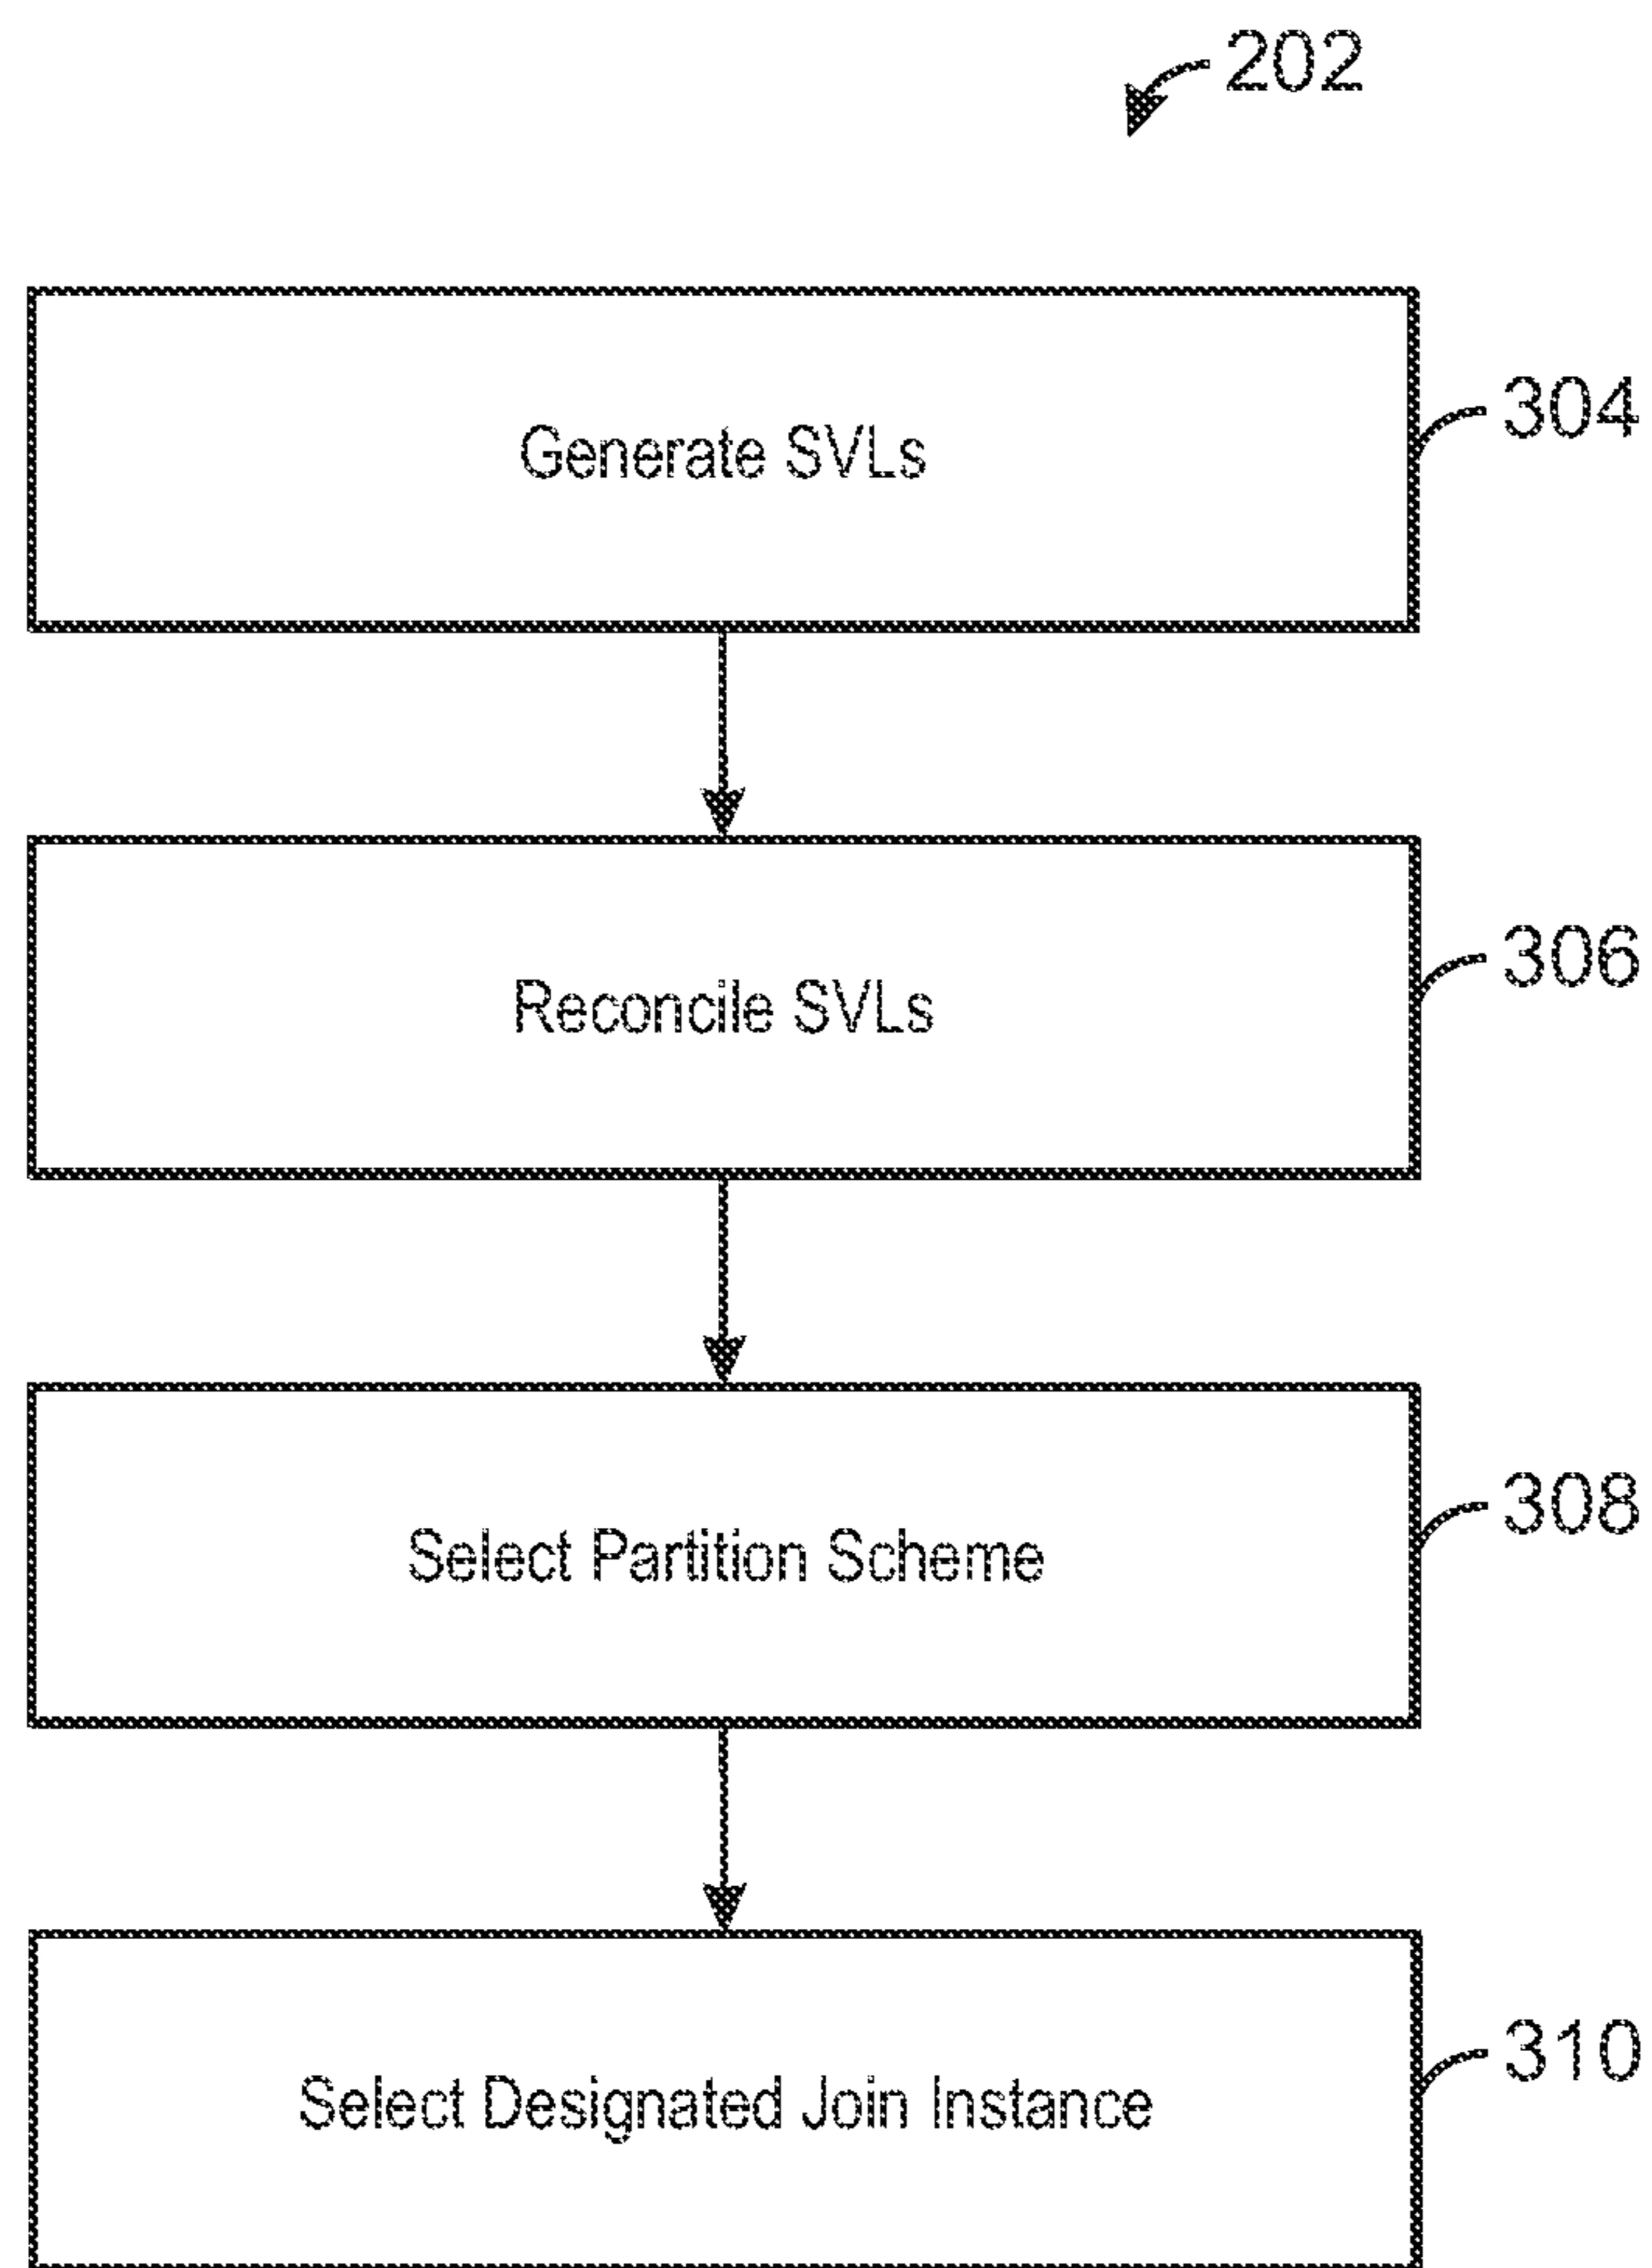 202
Generate SVLs
304
Reconcile SVLs
306
Select Partition Scheme
308
Select Designated Join Instance
310